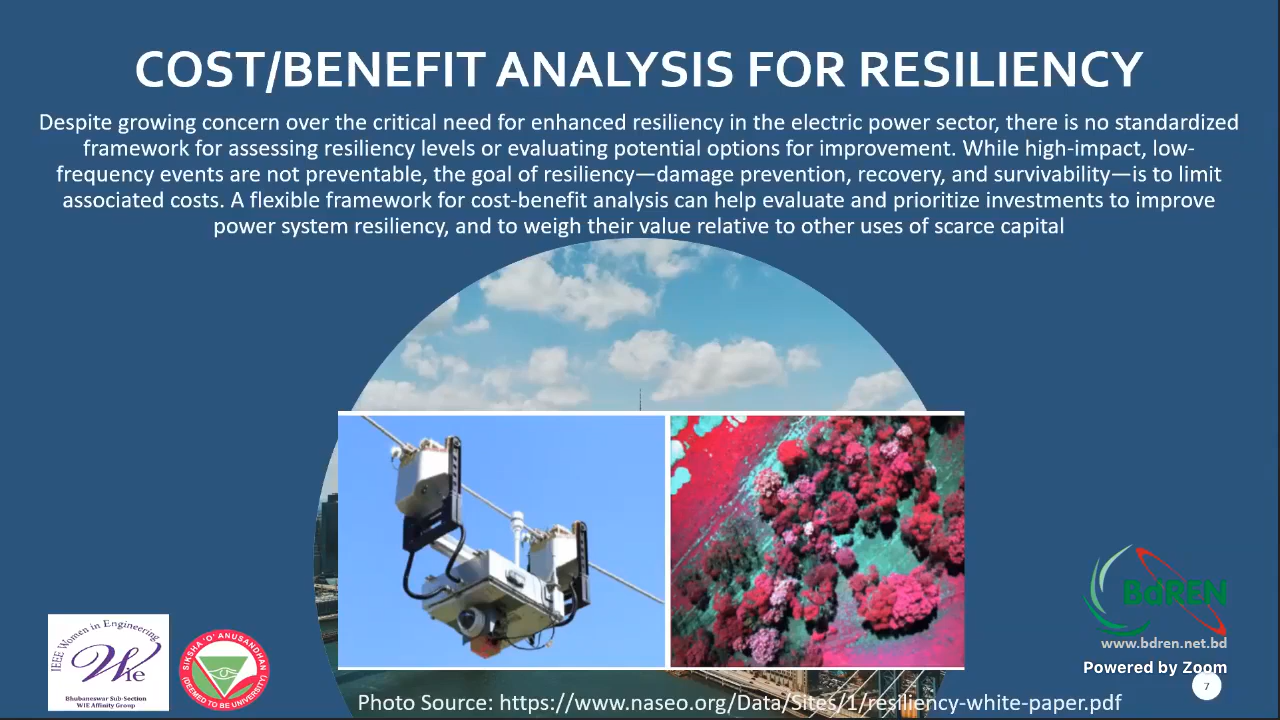 COST/BENEFIT ANALYSIS FOR RESILIENCY
Despite growing concern over the critical need for enhanced resiliency in the electric power sector, there is no standardized
framework for assessing resiliency levels or evaluating potential options for improvement. While high-impact, low-
frequency events are not preventable, the goal of resiliency—damage prevention, recovery, and survivability—is to limit
associated costs. A flexible framework for cost-benefit analysis can help evaluate and prioritize investments to improve
power system resiliency, and to weigh their value relative to other uses of scarce capital
BdREN
www.bdren.net.bd
Powered by Zoom
7
IEEE Women in Engineering
WIE
Bhubaneswar Sub-Section
WIE Affinity Group
SIKSHA 'O' ANUSANDHAN
(DEEMED TO BE UNIVERSITY)
Photo Source: https://www.naseo.org/Data/Sites/1/resiliency-white-paper.pdf